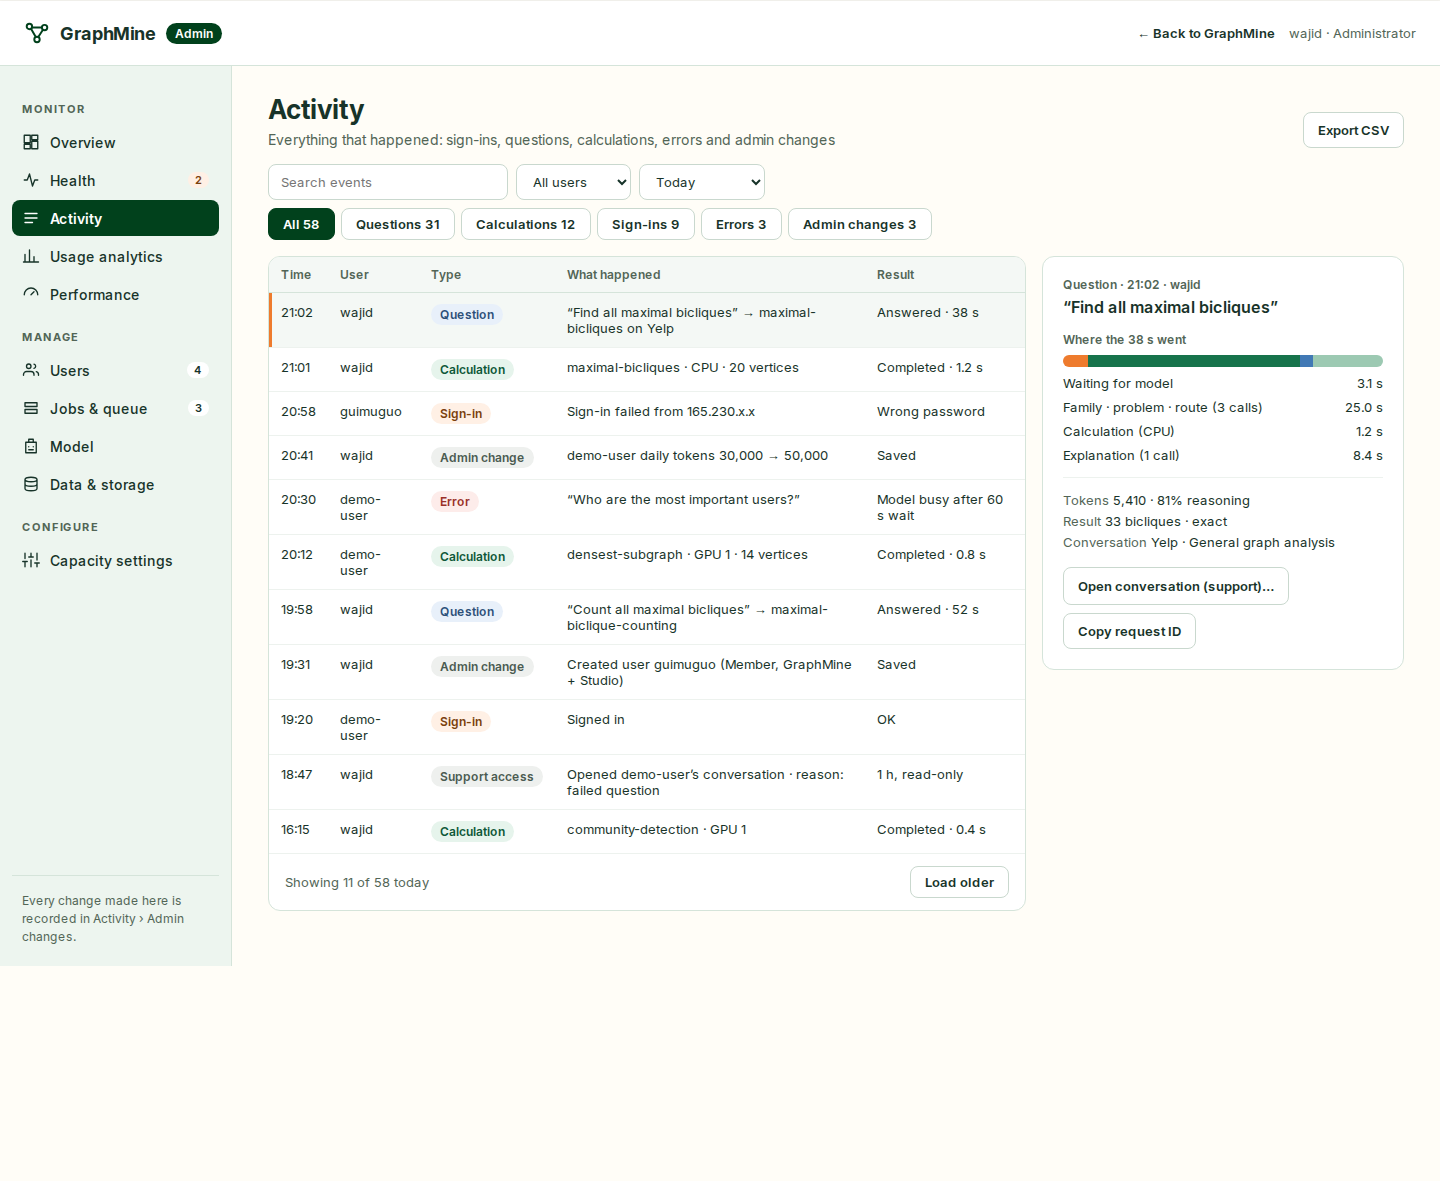 GraphMine Admin
← Back to GraphMine wajid · Administrator
MONITOR
Overview
Health 2
Activity
Usage analytics
Performance
MANAGE
Users 4
Jobs & queue 3
Model
Data & storage
CONFIGURE
Capacity settings
Every change made here is
recorded in Activity › Admin
changes.
Activity
Everything that happened: sign-ins, questions, calculations, errors and admin changes
Export CSV
Search events All users Today
All 58 Questions 31 Calculations 12 Sign-ins 9 Errors 3 Admin changes 3
Time User Type What happened Result
21:02 wajid Question “Find all maximal bicliques” → maximal- Answered · 38 s
bicliques on Yelp
21:01 wajid Calculation maximal-bicliques · CPU · 20 vertices Completed · 1.2 s
20:58 guimuguo Sign-in Sign-in failed from 165.230.x.x Wrong password
20:41 wajid Admin change demo-user daily tokens 30,000 → 50,000 Saved
20:30 demo- Error “Who are the most important users?” Model busy after 60
user s wait
20:12 demo- Calculation densest-subgraph · GPU 1 · 14 vertices Completed · 0.8 s
user
19:58 wajid Question “Count all maximal bicliques” → maximal- Answered · 52 s
biclique-counting
19:31 wajid Admin change Created user guimuguo (Member, GraphMine Saved
+ Studio)
19:20 demo- Sign-in Signed in OK
user
18:47 wajid Support access Opened demo-user’s conversation · reason: 1 h, read-only
failed question
16:15 wajid Calculation community-detection · GPU 1 Completed · 0.4 s
Showing 11 of 58 today Load older
Question · 21:02 · wajid
“Find all maximal bicliques”
Where the 38 s went
Waiting for model 3.1 s
Family · problem · route (3 calls) 25.0 s
Calculation (CPU) 1.2 s
Explanation (1 call) 8.4 s
Tokens 5,410 · 81% reasoning
Result 33 bicliques · exact
Conversation Yelp · General graph analysis
Open conversation (support)...
Copy request ID